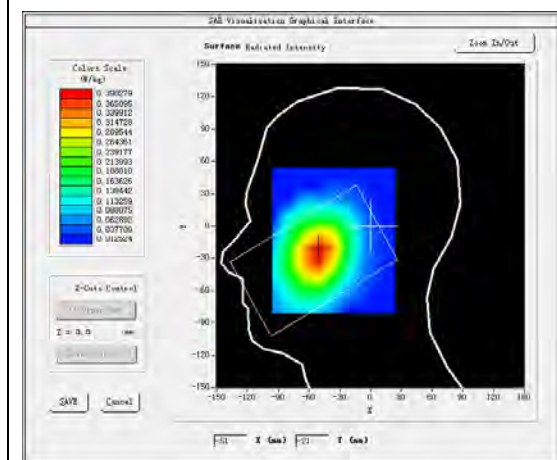 SAR Visualisation Graphical Interface
Surface Radiated Intensity
Zoom In/Out
Colors Scale
(W/kg)
0.390279
0.365095
0.339912
0.314728
0.289544
0.264361
0.239177
0.213993
0.188810
0.163626
0.138442
0.113259
0.088075
0.062892
0.037708
0.012524
150
120
90
60
30
0
-30
-60
-90
-120
-150
Y
-150 -120 -90 -60 -30 0 30 60 90 120 150
X
Z-Cuts Control
Z = 0.0 mm
SAVE Cancel
-51 X (mm) -21 Y (mm)